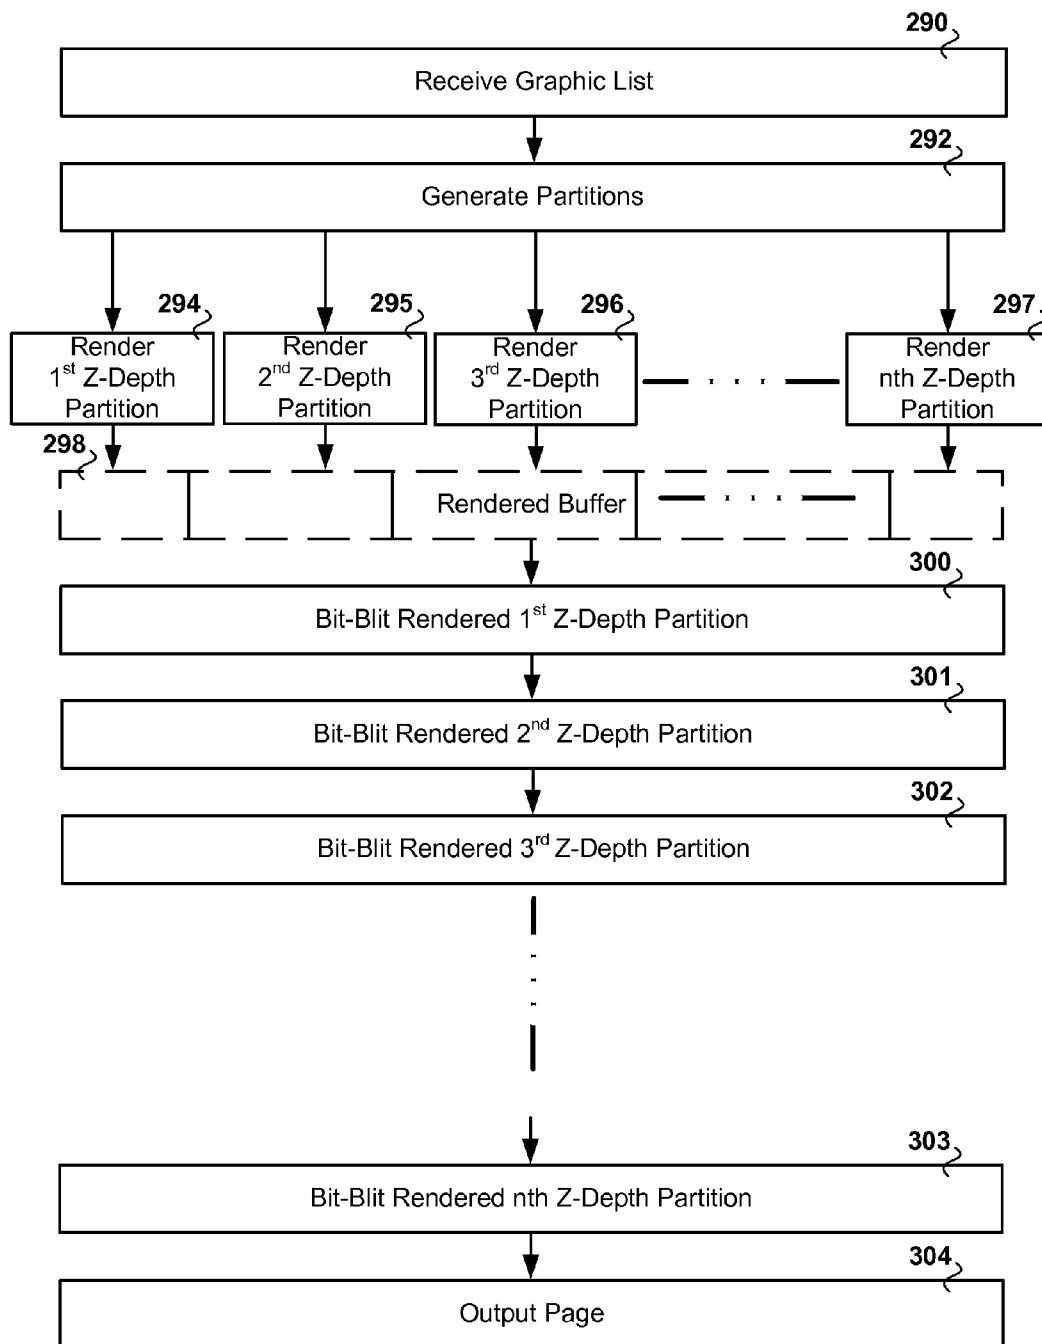 290
Receive Graphic List
292
Generate Partitions
294
Render
1st Z-Depth
Partition
295
Render
2nd Z-Depth
Partition
296
Render
3rd Z-Depth
Partition
297
Render
nth Z-Depth
Partition
298
Rendered Buffer
300
Bit-Blit Rendered 1st Z-Depth Partition
301
Bit-Blit Rendered 2nd Z-Depth Partition
302
Bit-Blit Rendered 3rd Z-Depth Partition
303
Bit-Blit Rendered nth Z-Depth Partition
304
Output Page